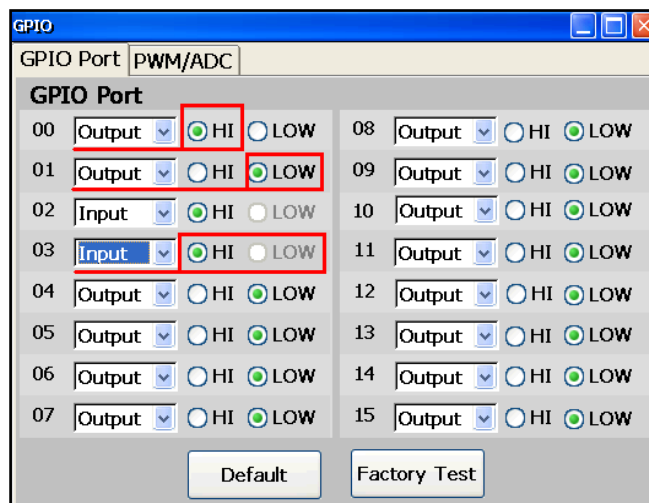 GPIO
GPIO Port PWM/ADC
GPIO Port
00 Output HI LOW 08 Output HI LOW
01 Output HI LOW 09 Output HI LOW
02 Input HI LOW 10 Output HI LOW
03 Input HI LOW 11 Output HI LOW
04 Output HI LOW 12 Output HI LOW
05 Output HI LOW 13 Output HI LOW
06 Output HI LOW 14 Output HI LOW
07 Output HI LOW 15 Output HI LOW
Default Factory Test